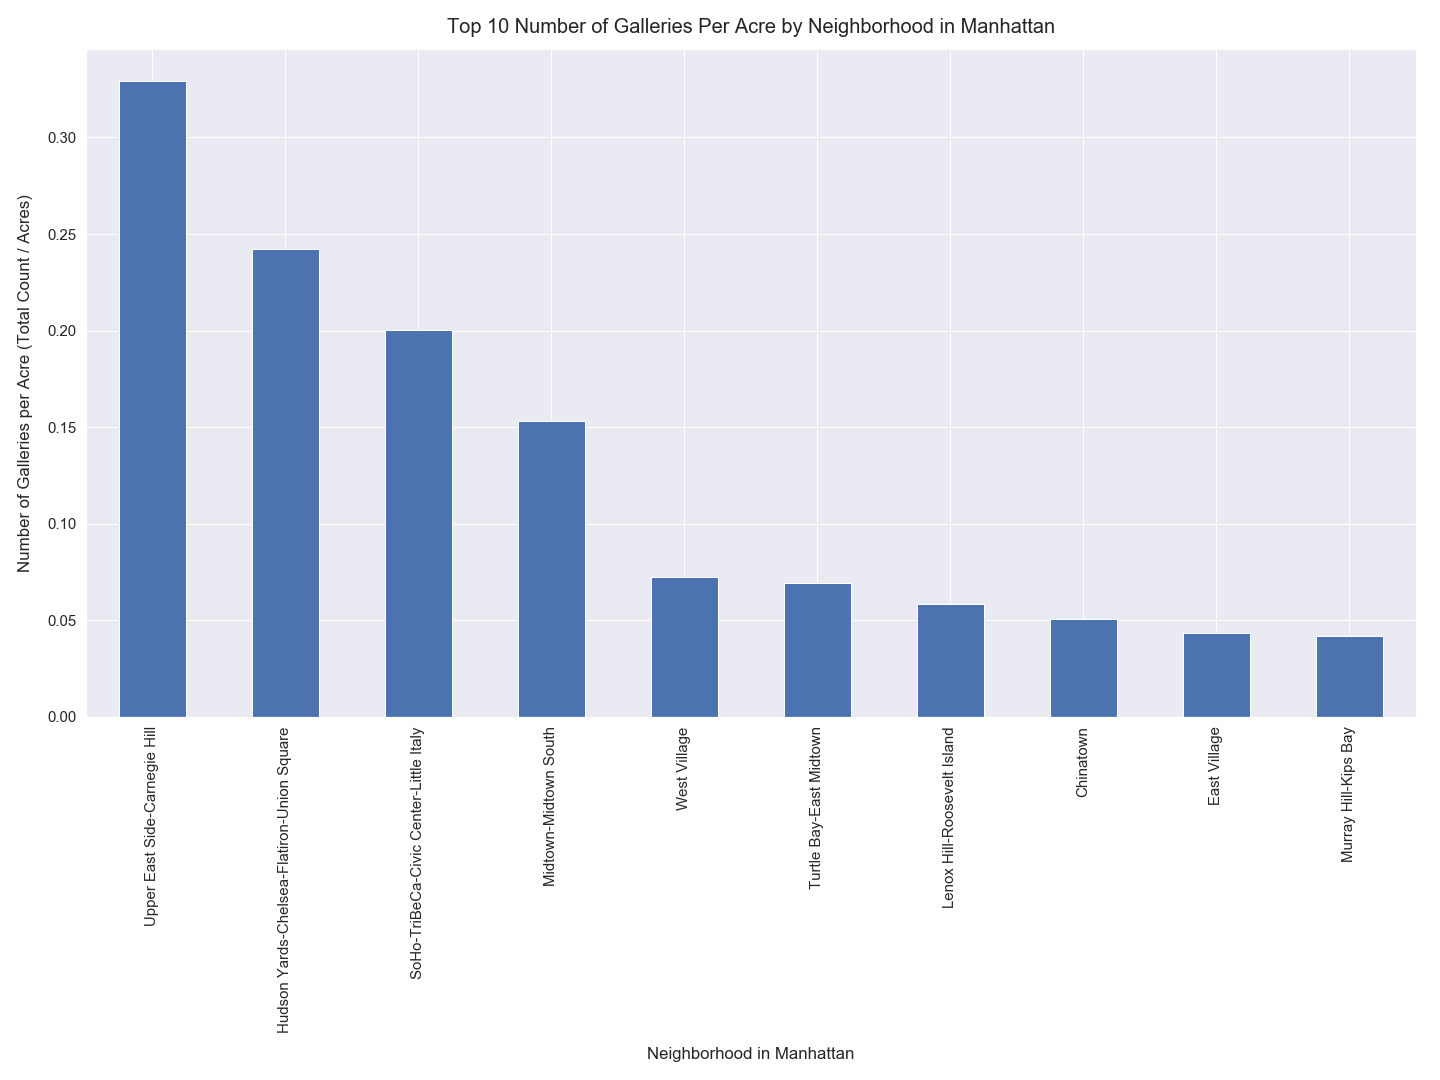 Top 10 Number of Galleries Per Acre by Neighborhood in Manhattan
Number of Galleries per Acre (Total Count / Acres)
0.30
0.25
0.20
0.15
0.10
0.05
0.00
Upper East Side-Carnegie Hill
Hudson Yards-Chelsea-Flatiron-Union Square
SoHo-TriBeCa-Civic Center-Little Italy
Midtown-Midtown South
West Village
Turtle Bay-East Midtown
Lenox Hill-Roosevelt Island
Chinatown
East Village
Murray Hill-Kips Bay
Neighborhood in Manhattan